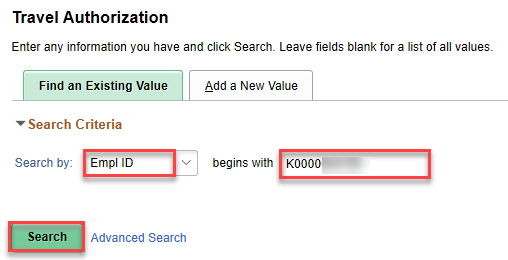 Travel Authorization
Enter any information you have and click Search. Leave fields blank for a list of all values.
Find an Existing Value Add a New Value
Search Criteria
Search by: Empl ID begins with K0000
Search Advanced Search